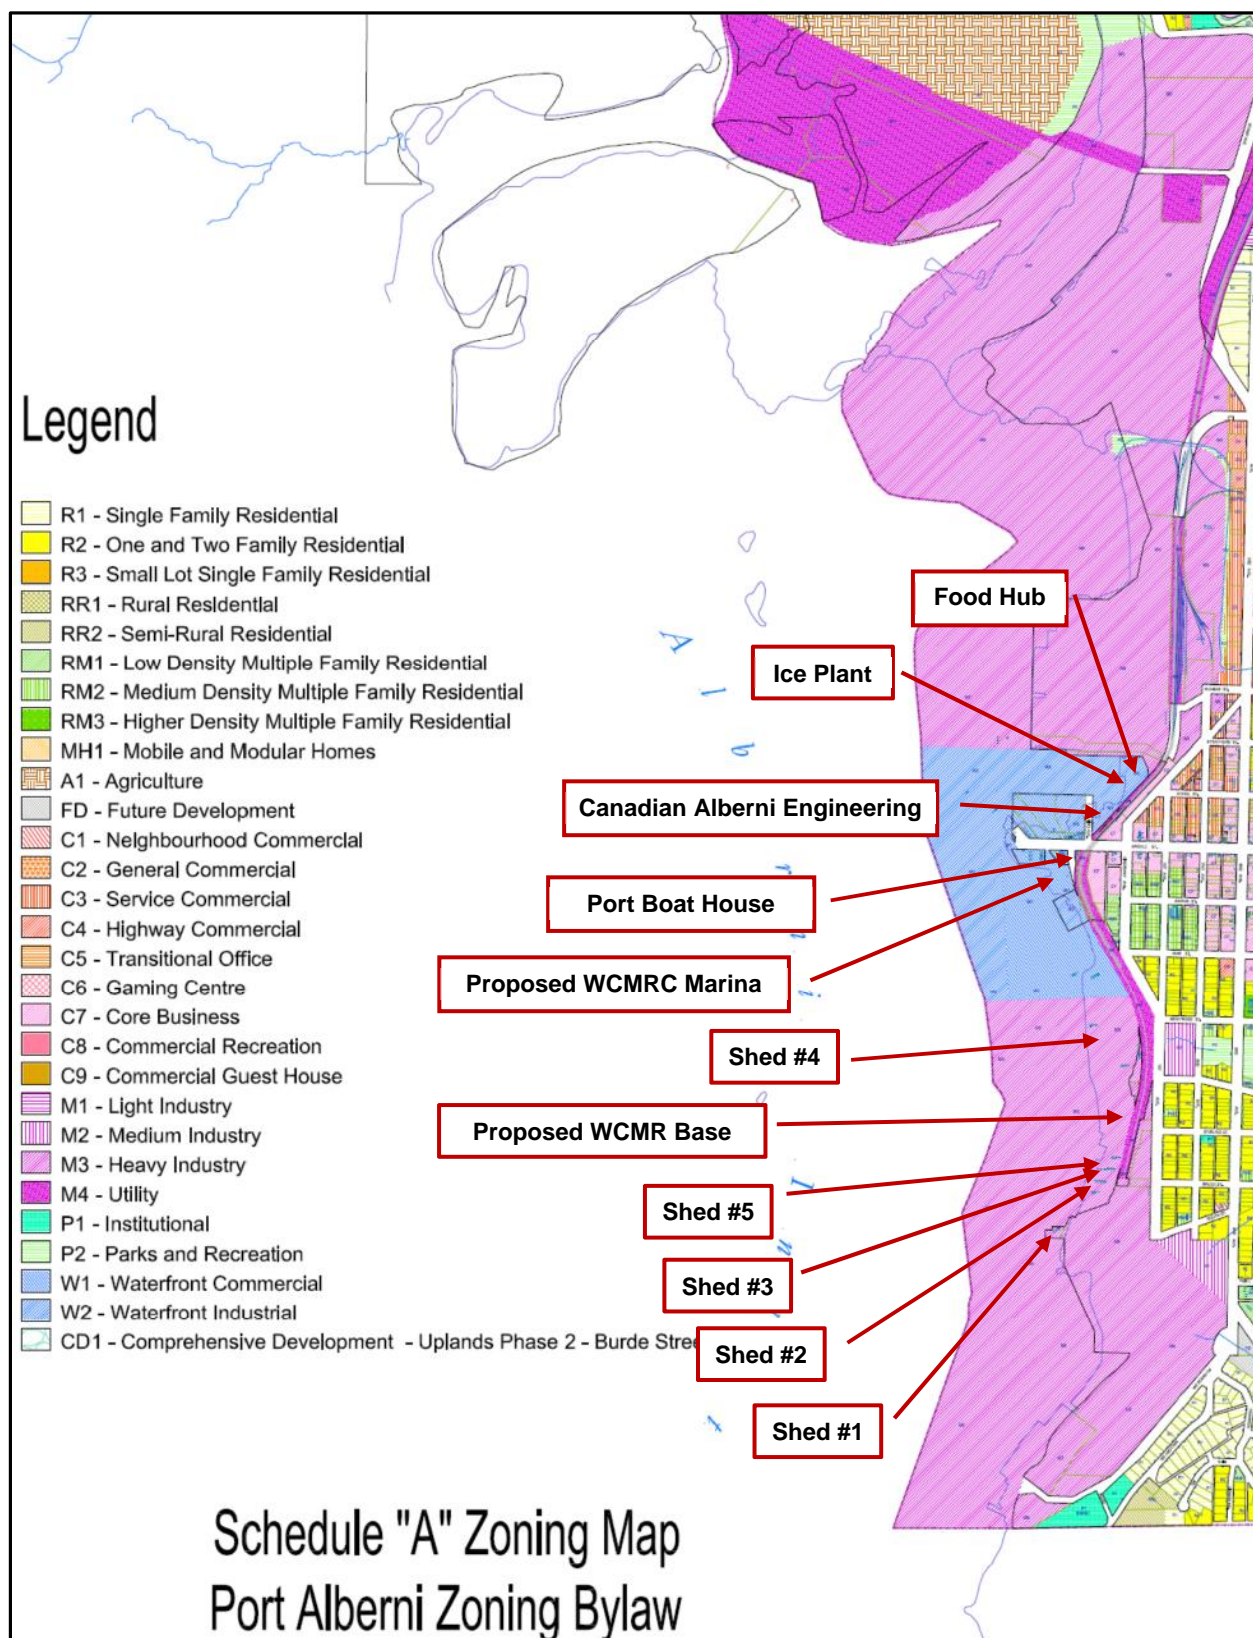 Legend
R1 - Single Family Residential
R2 - One and Two Family Residential
R3 - Small Lot Single Family Residential
RR1 - Rural Residential
RR2 - Semi-Rural Residential
RM1 - Low Density Multiple Family Residential
RM2 - Medium Density Multiple Family Residential
RM3 - Higher Density Multiple Family Residential
MH1 - Mobile and Modular Homes
A1 - Agriculture
FD - Future Development
C1 - Neighbourhood Commercial
C2 - General Commercial
C3 - Service Commercial
C4 - Highway Commercial
C5 - Transitional Office
C6 - Gaming Centre
C7 - Core Business
C8 - Commercial Recreation
C9 - Commercial Guest House
M1 - Light Industry
M2 - Medium Industry
M3 - Heavy Industry
M4 - Utility
P1 - Institutional
P2 - Parks and Recreation
W1 - Waterfront Commercial
W2 - Waterfront Industrial
CD1 - Comprehensive Development - Uplands Phase 2 - Burde Stree
Food Hub
Ice Plant
Canadian Alberni Engineering
Port Boat House
Proposed WCMRC Marina
Shed #4
Proposed WCMR Base
Shed #5
Shed #3
Shed #2
Shed #1
Schedule "A" Zoning Map
Port Alberni Zoning Bylaw